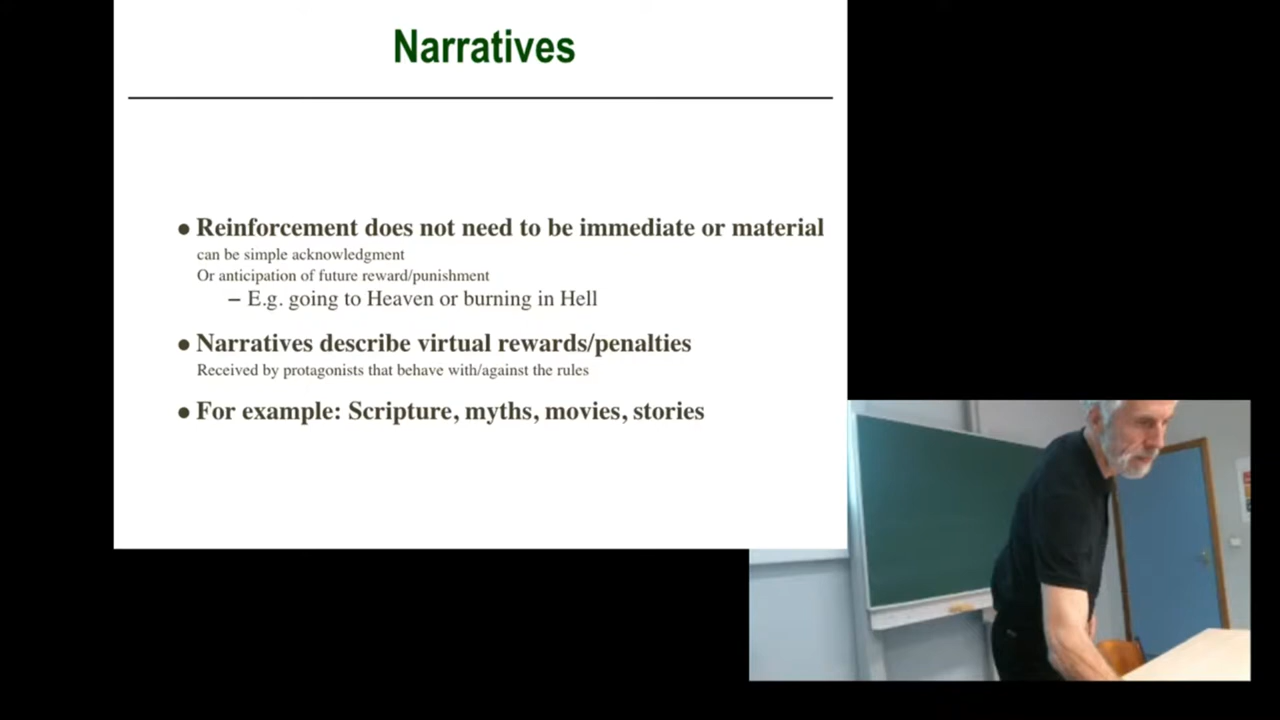 Narratives
● Reinforcement does not need to be immediate or material
can be simple acknowledgment
Or anticipation of future reward/punishment
– E.g. going to Heaven or burning in Hell
● Narratives describe virtual rewards/penalties
Received by protagonists that behave with/against the rules
● For example: Scripture, myths, movies, stories